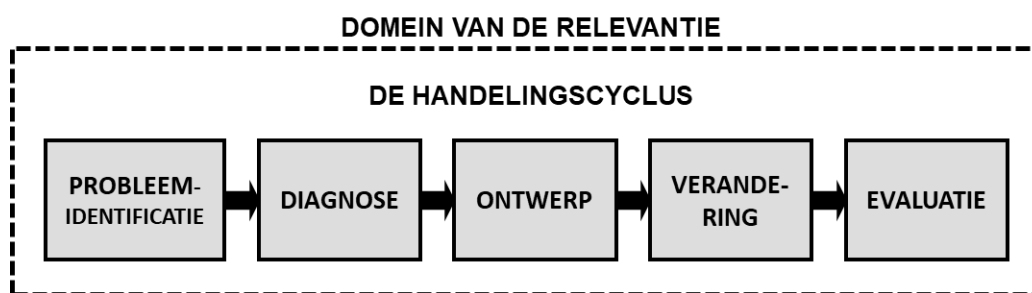 DOMEIN VAN DE RELEVANTIE
DE HANDELINGSCYCLUS
PROBLEEM-
IDENTIFICATIE
DIAGNOSE
ONTWERP
VERANDE-
RING
EVALUATIE